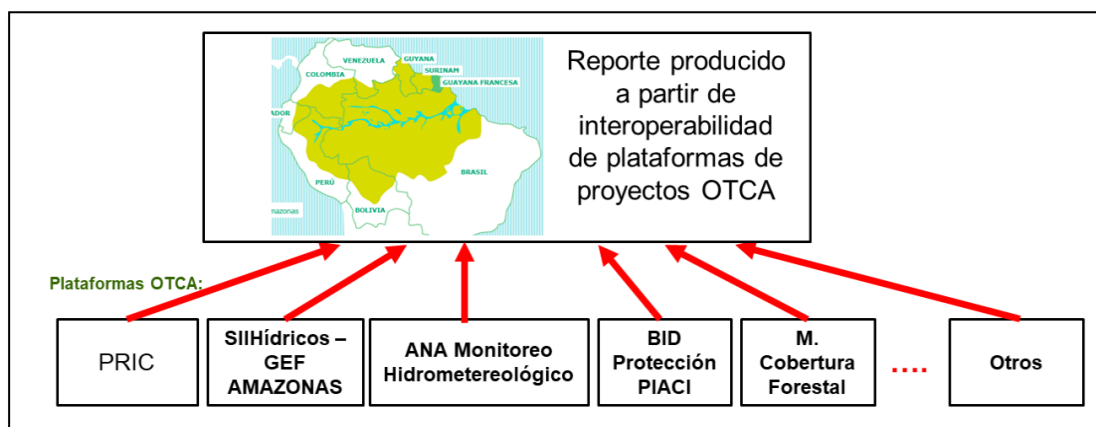 VENEZUELA
GUYANA
SURINAM
GUAYANA FRANCESA
COLOMBIA
ADOR
PERÚ
BRASIL
BOLIVIA
mazonas
Reporte producido
a partir de
interoperabilidad
de plataformas de
proyectos OTCA
Plataformas OTCA:
PRIC
SIIHídricos –
GEF
AMAZONAS
ANA Monitoreo
Hidrometereológico
BID
Protección
PIACI
M.
Cobertura
Forestal
....
Otros